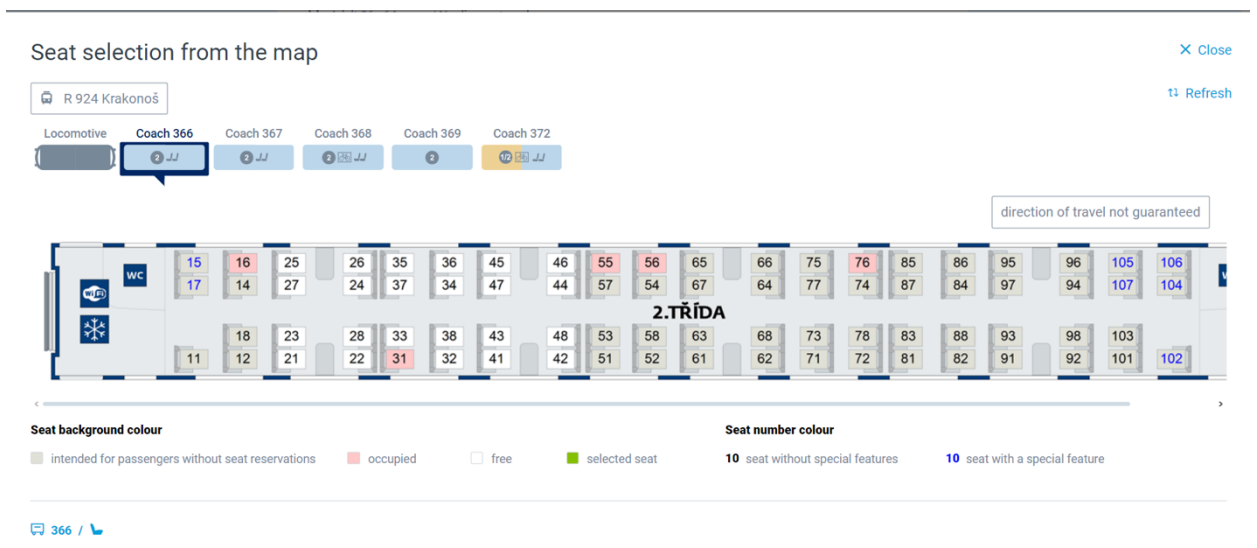 Seat selection from the map
Close
R 924 Krakonoš
Refresh
Locomotive Coach 366 Coach 367 Coach 368 Coach 369 Coach 372
2 2 2 2 1/2
direction of travel not guaranteed
15 16 25 26 35 36 45 46 55 56 65 66 75 76 85 86 95 96 105 106
WC
17 14 27 24 37 34 47 44 57 54 67 64 77 74 87 84 97 94 107 104
WiFi
2.TŘÍDA
18 23 28 33 38 43 48 53 58 63 68 73 78 83 88 93 98 103
11 12 21 22 31 32 41 42 51 52 61 62 71 72 81 82 91 92 101 102
Seat background colour
intended for passengers without seat reservations occupied free selected seat
Seat number colour
10 seat without special features 10 seat with a special feature
366 /